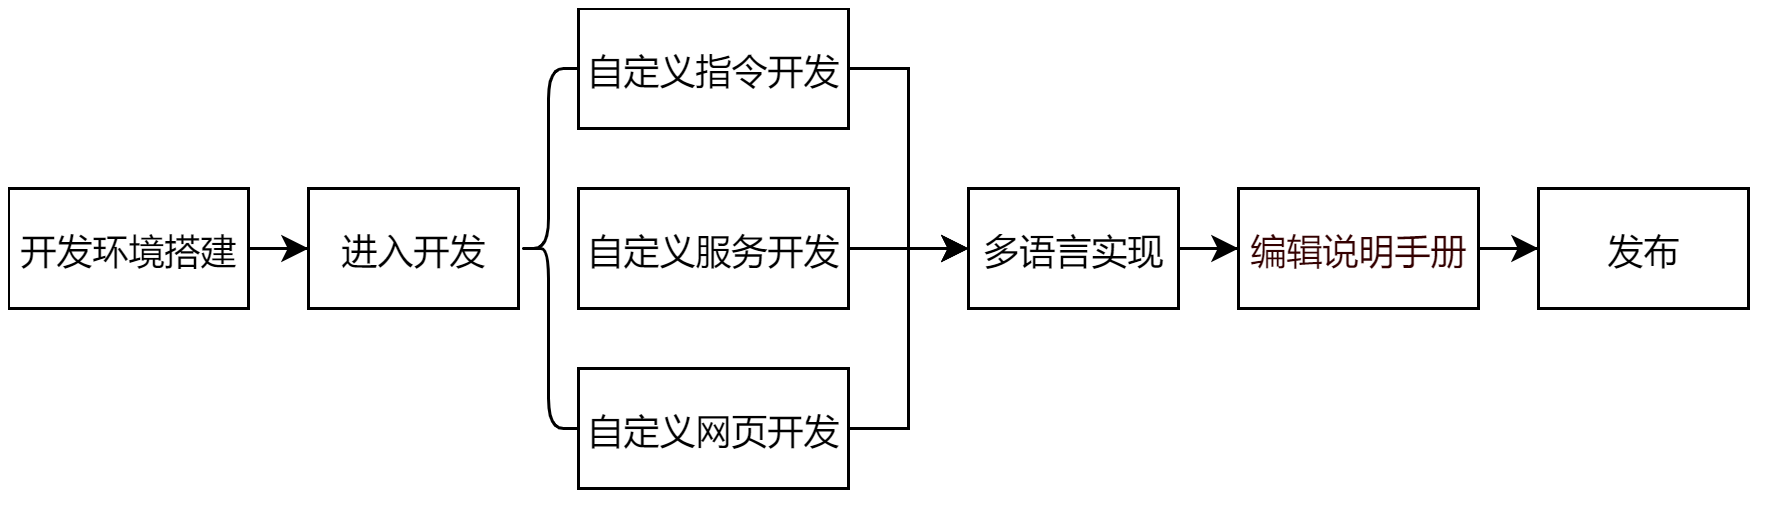 开发环境搭建
进入开发
自定义指令开发
自定义服务开发
自定义网页开发
多语言实现
编辑说明手册
发布